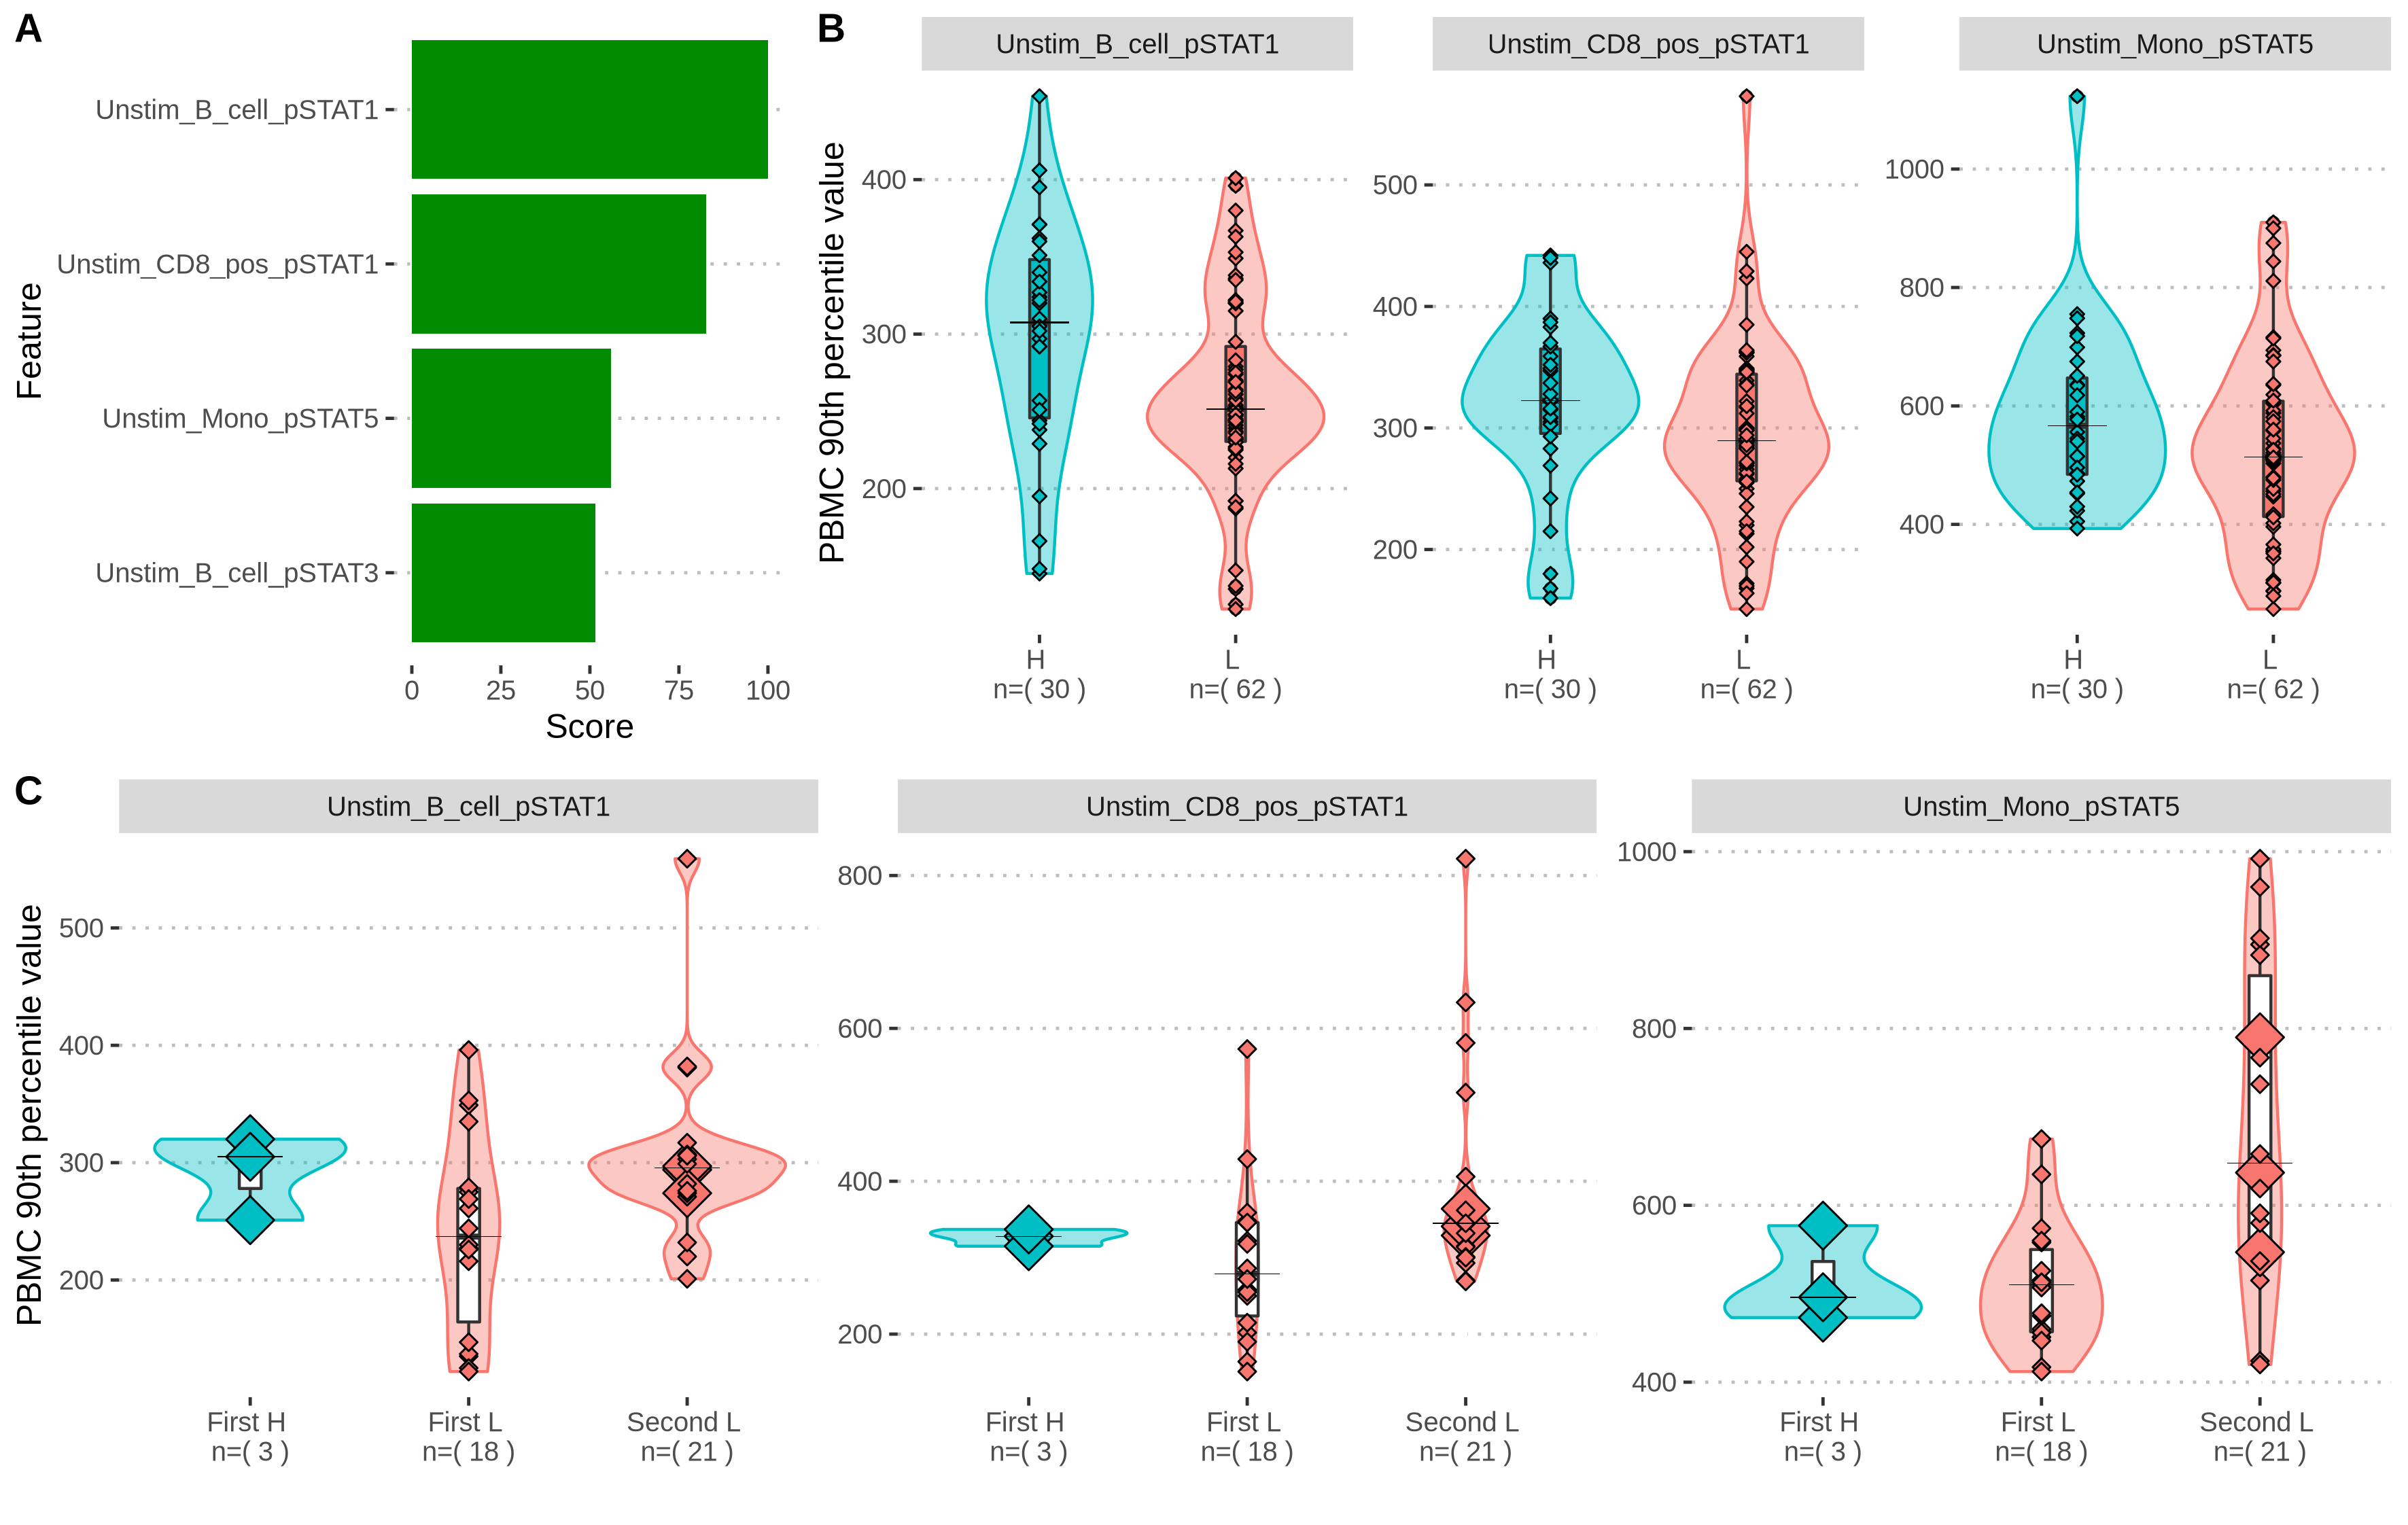 A
Feature
Unstim_B_cell_pSTAT1
Unstim_CD8_pos_pSTAT1
Unstim_Mono_pSTAT5
Unstim_B_cell_pSTAT3
0 25 50 75 100
Score
B
PBMC 90th percentile value
Unstim_B_cell_pSTAT1
400
300
200
H
n=( 30 )
L
n=( 62 )
Unstim_CD8_pos_pSTAT1
500
400
300
200
H
n=( 30 )
L
n=( 62 )
Unstim_Mono_pSTAT5
1000
800
600
400
H
n=( 30 )
L
n=( 62 )
C
PBMC 90th percentile value
Unstim_B_cell_pSTAT1
500
400
300
200
First H
n=( 3 )
First L
n=( 18 )
Second L
n=( 21 )
Unstim_CD8_pos_pSTAT1
800
600
400
200
First H
n=( 3 )
First L
n=( 18 )
Second L
n=( 21 )
Unstim_Mono_pSTAT5
1000
800
600
400
First H
n=( 3 )
First L
n=( 18 )
Second L
n=( 21 )